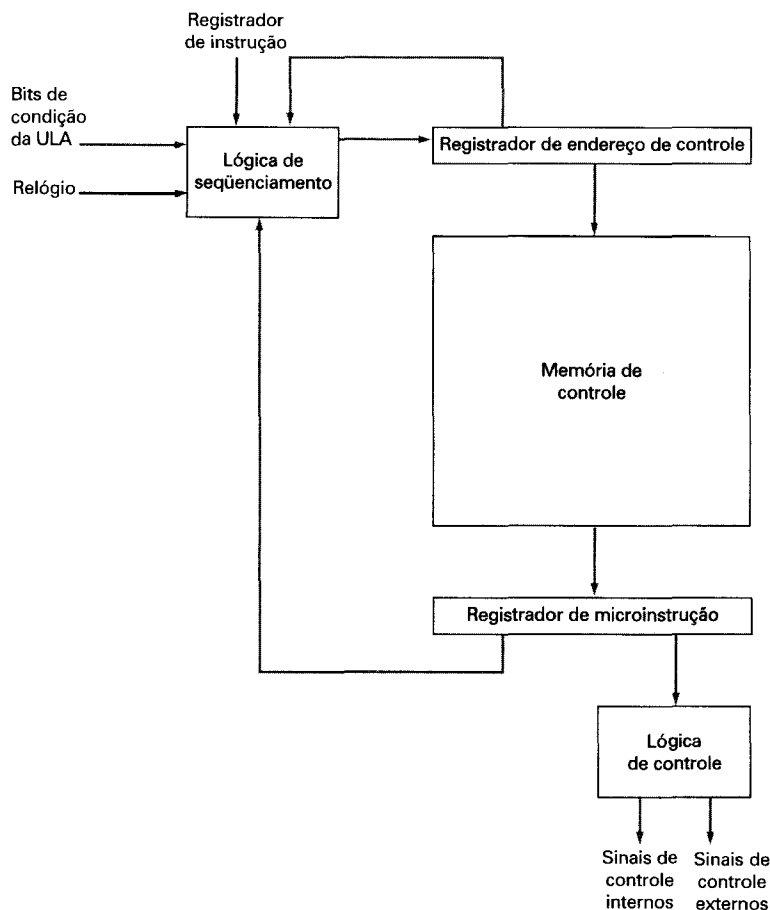 Registrador
de instrução
Bits de
condição
da ULA
Relógio
Lógica de
seqüenciamento
Registrador de endereço de controle
Memória de
controle
Registrador de microinstrução
Lógica
de controle
Sinais de
controle
internos
Sinais de
controle
externos